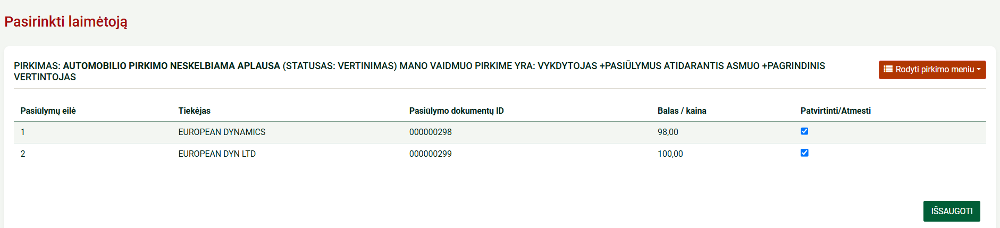 Pasirinkti laimėtoją
PIRKIMAS: AUTOMOBILIO PIRKIMO NESKELBIAMA APLAUSA (STATUSAS: VERTINIMAS) MANO VAIDMUO PIRKIME YRA: VYKDYTOJAS +PASIŪLYMUS ATIDARANTIS ASMUO +PAGRINDINIS
VERTINTOJAS
Rodyti pirkimo meniu
Pasiūlymų eilė Tiekėjas Pasiūlymo dokumentų ID Balas / kaina Patvirtinti/Atmesti
1 EUROPEAN DYNAMICS 000000298 98,00
2 EUROPEAN DYN LTD 000000299 100,00
IŠSAUGOTI